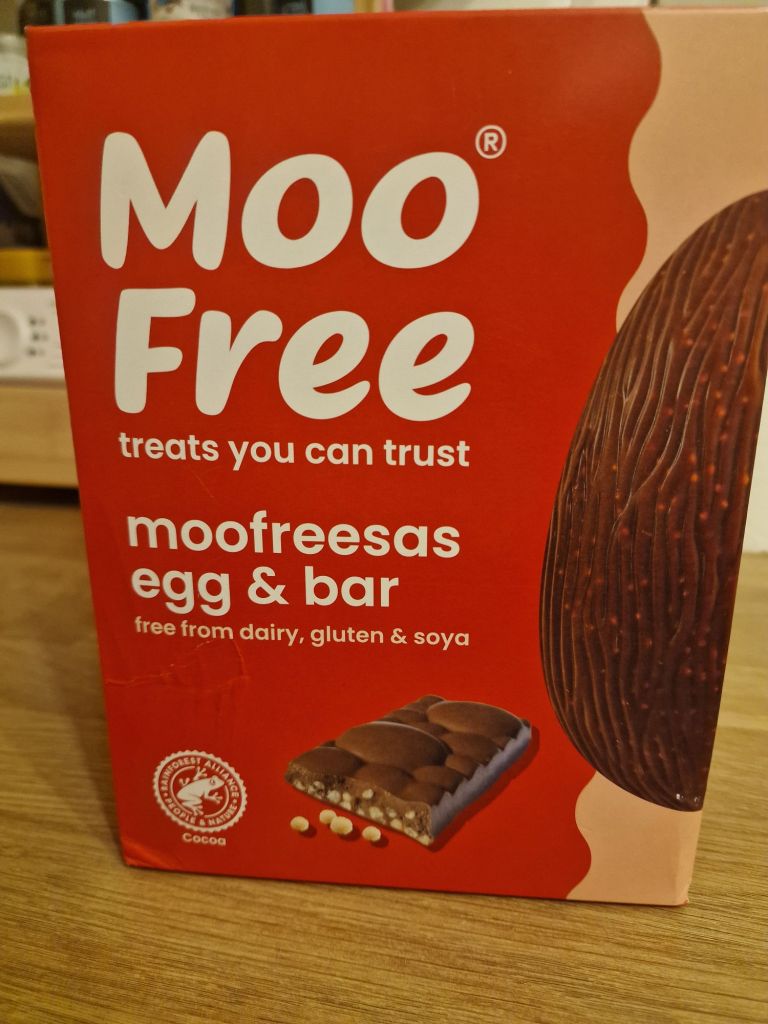 Moo®
Free
treats you can trust
moofreesas
egg & bar
free from dairy, gluten & soya
RAINFOREST ALLIANCE
PEOPLE & NATURE
Cocoa